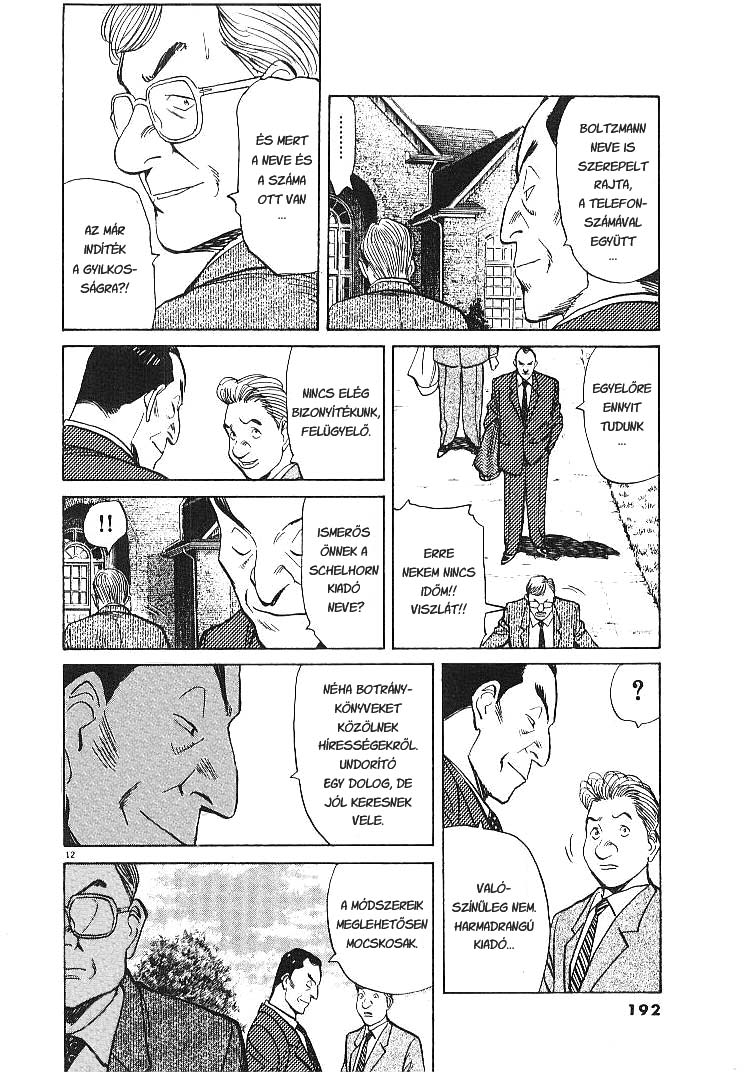 BOLTZMANN
NEVE IS
SZEREPELT
RAJTA,
A TELEFON-
SZÁMÁVAL
EGYÜTT
...
.........
ÉS MERT
A NEVE ÉS
A SZÁMA
OTT VAN
...
AZ MÁR
INDÍTÉK
A GYILKOS-
SÁGRA?!
EGYELŐRE
ENNYIT
TUDUNK
...
ERRE
NEKEM NINCS
IDŐM!!
VISZLÁT!!
NINCS ELÉG
BIZONYÍTÉKUNK,
FELÜGYELŐ.
ISMERŐS
ÖNNEK A
SCHELHORN
KIADÓ
NEVE?
!!
?
VALÓ-
SZÍNÜLEG NEM.
HARMADRANGÚ
KIADÓ...
NÉHA BOTRÁNY-
KÖNYVEKET
KÖZÖLNEK
HÍRESSÉGEKRŐL.
UNDORÍTÓ
EGY DOLOG, DE
JÓL KERESNEK
VELE.
12
A MÓDSZEREIK
MEGLEHETŐSEN
MOCSKOSAK.
192